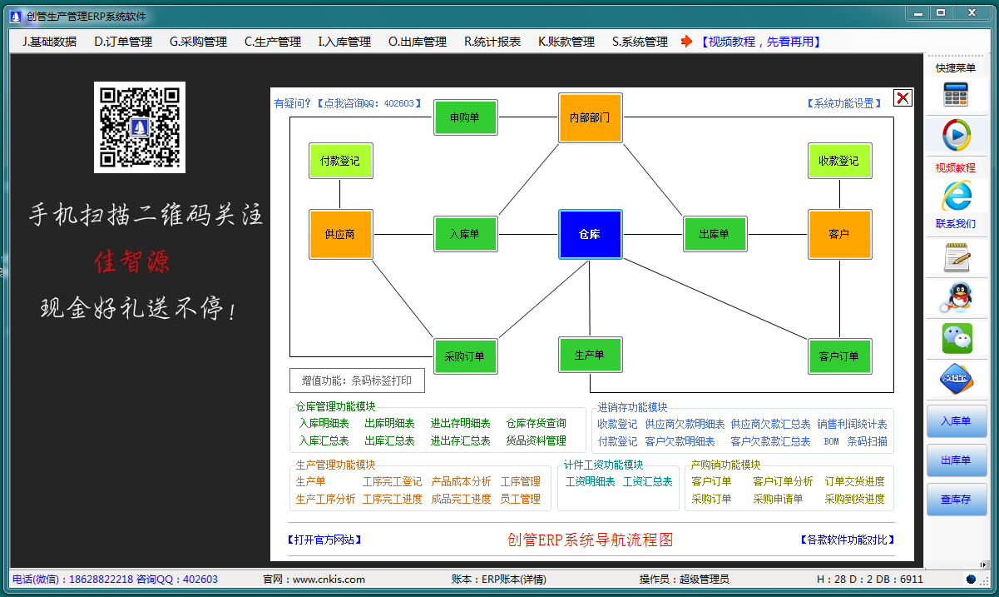 创管生产管理ERP系统软件
J.基础数据 D.订单管理 G.采购管理 C.生产管理 I.入库管理 O.出库管理 R.统计报表 K.账款管理 S.系统管理 【视频教程，先看再用】
手机扫描二维码关注
佳智源
现金好礼送不停!
有疑问?【点我咨询QQ: 402603】
【系统功能设置】
申购单
内部部门
付款登记
收款登记
供应商
入库单
仓库
出库单
客户
采购订单
生产单
客户订单
增值功能: 条码标签打印
仓库管理功能模块
入库明细表 出库明细表 进出存明细表 仓库存货查询
入库汇总表 出库汇总表 进出存汇总表 货品资料管理
进销存功能模块
收款登记 供应商欠款明细表 供应商欠款汇总表 销售利润统计表
付款登记 客户欠款明细表 客户欠款款汇总表 BOM 条码扫描
生产管理功能模块
生产单 工序完工登记 产品成本分析 工序管理
生产工序分析 工序完工进度 成品完工进度 员工管理
计件工资功能模块
工资明细表 工资汇总表
产购销功能模块
客户订单 客户订单分析 订单交货进度
采购订单 采购申请单 采购到货进度
【打开官方网站】
创管ERP系统导航流程图
【各款软件功能对比】
快捷菜单
视频教程
联系我们
支付宝
入库单
出库单
查库存
电话(微信)：18628822218 咨询QQ：402603 官网：www.cnkis.com 账本：ERP账本(详情) 操作员：超级管理员 H：28 D：2 DB：6911